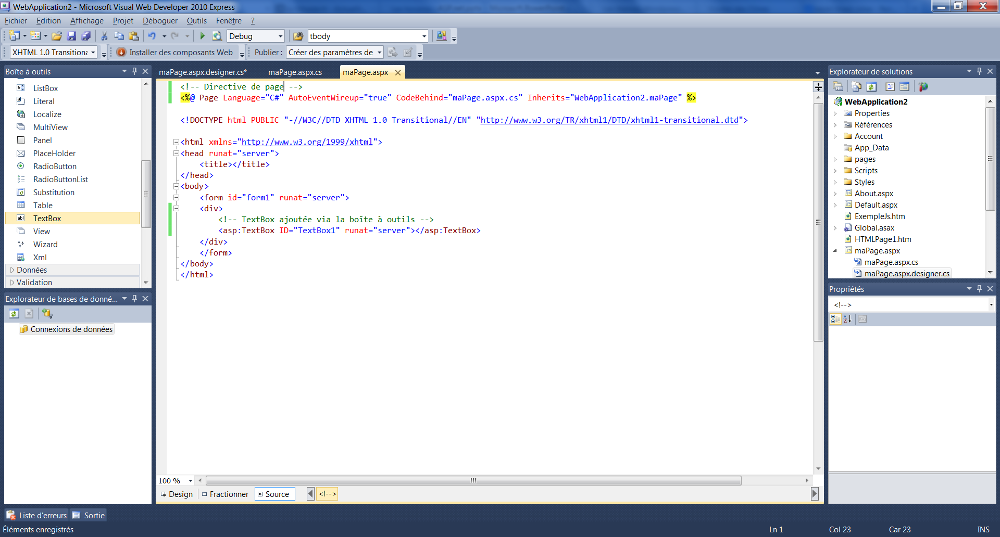 WebApplication2 - Microsoft Visual Web Developer 2010 Express
Fichier Edition Affichage Projet Déboguer Outils Fenêtre ?
Debug tbody
XHTML 1.0 Transitiona Installer des composants Web Publier : Créer des paramètres de
Boîte à outils
ListBox
Literal
Localize
MultiView
Panel
PlaceHolder
RadioButton
RadioButtonList
Substitution
Table
TextBox
View
Wizard
Xml
Données
Validation
Explorateur de bases de donné...
Connexions de données
maPage.aspx.designer.cs* maPage.aspx.cs maPage.aspx
<!-- Directive de page -->
<%@ Page Language="C#" AutoEventWireup="true" CodeBehind="maPage.aspx.cs" Inherits="WebApplication2.maPage" %>
<!DOCTYPE html PUBLIC "-//W3C//DTD XHTML 1.0 Transitional//EN" "http://www.w3.org/TR/xhtml1/DTD/xhtml1-transitional.dtd">
<html xmlns="http://www.w3.org/1999/xhtml">
<head runat="server">
<title></title>
</head>
<body>
<form id="form1" runat="server">
<div>
<!-- TextBox ajoutée via la boîte à outils -->
<asp:TextBox ID="TextBox1" runat="server"></asp:TextBox>
</div>
</form>
</body>
</html>
100 %
Design Fractionner Source <!-->
Explorateur de solutions
WebApplication2
Properties
Références
Account
App_Data
pages
Scripts
Styles
About.aspx
Default.aspx
ExempleJs.htm
Global.asax
HTMLPage1.htm
maPage.aspx
maPage.aspx.cs
maPage.aspx.designer.cs
Propriétés
<!-->
Liste d'erreurs Sortie
Éléments enregistrés Ln 1 Col 23 Car 23 INS